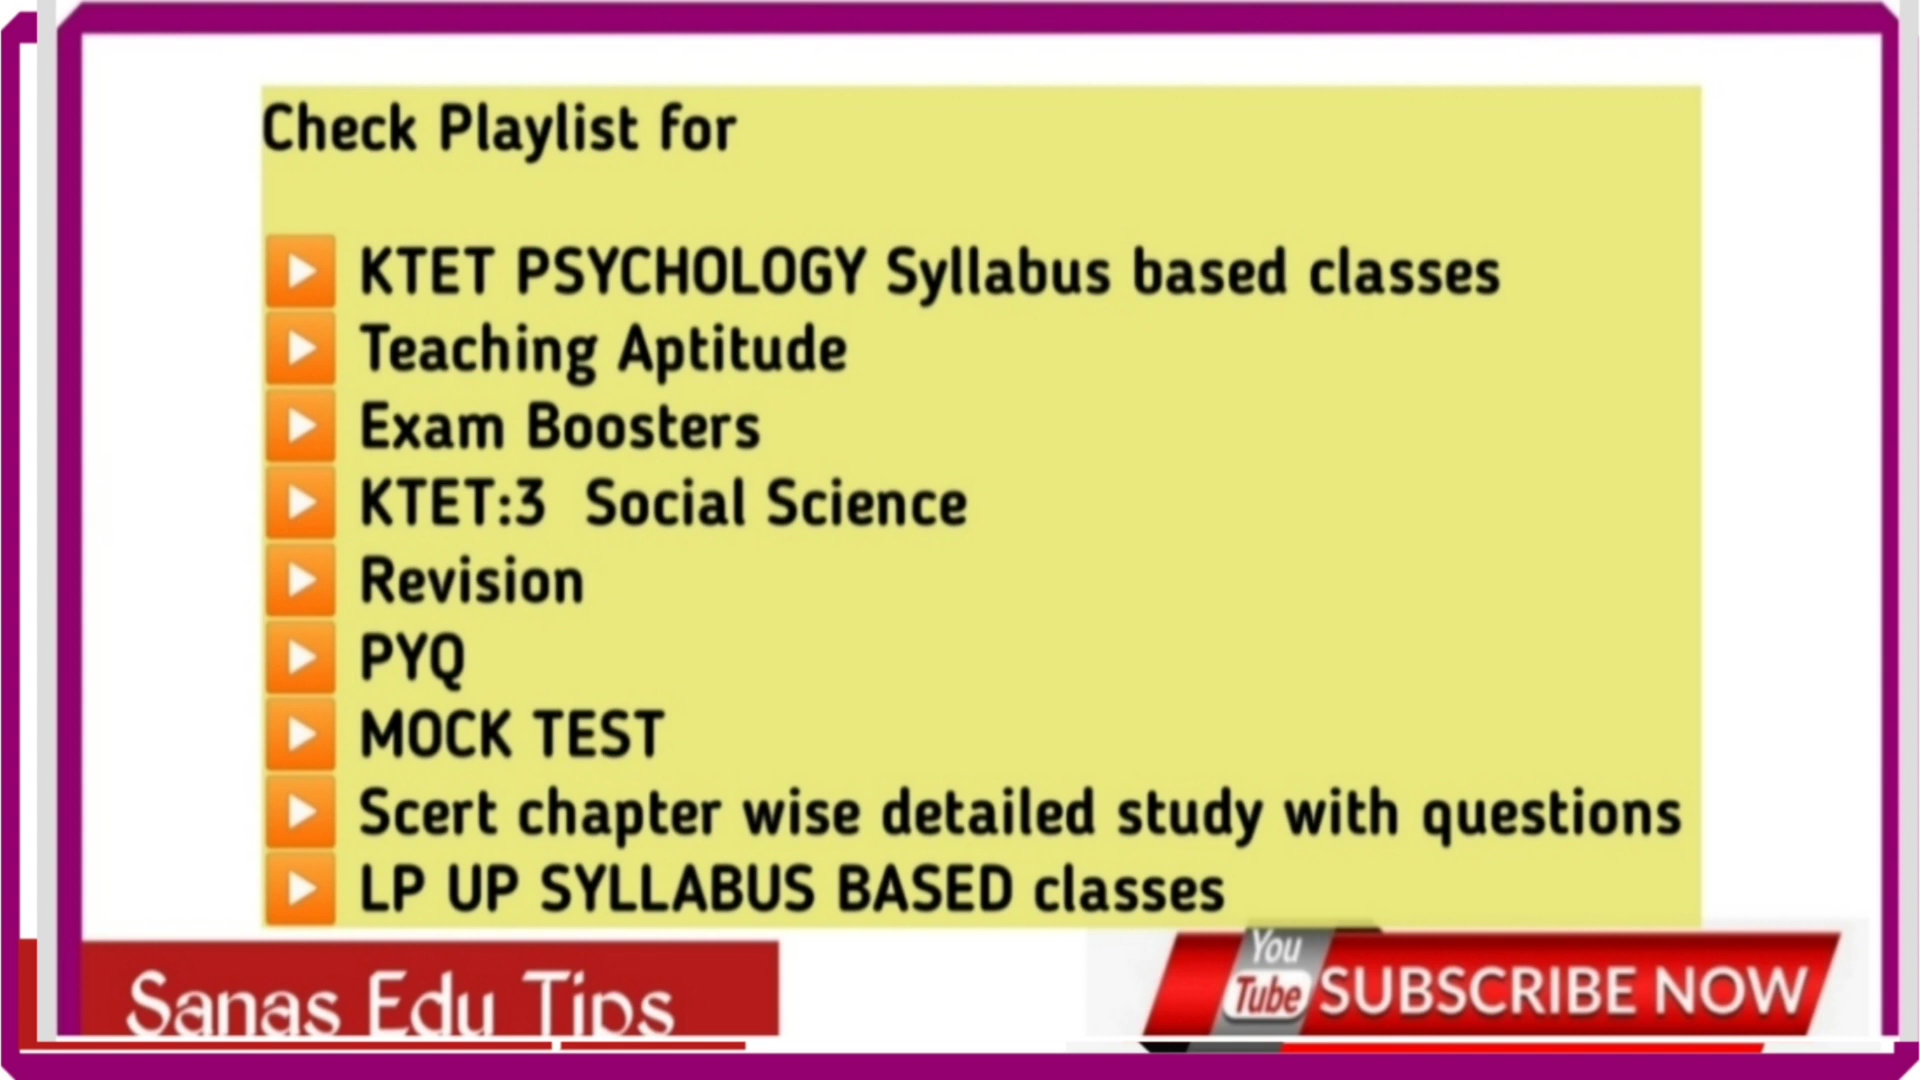 Check Playlist for
KTET PSYCHOLOGY Syllabus based classes
Teaching Aptitude
Exam Boosters
KTET:3 Social Science
Revision
PYQ
MOCK TEST
Scert chapter wise detailed study with questions
LP UP SYLLABUS BASED classes
Sanas Edu Tips
You
Tube SUBSCRIBE NOW